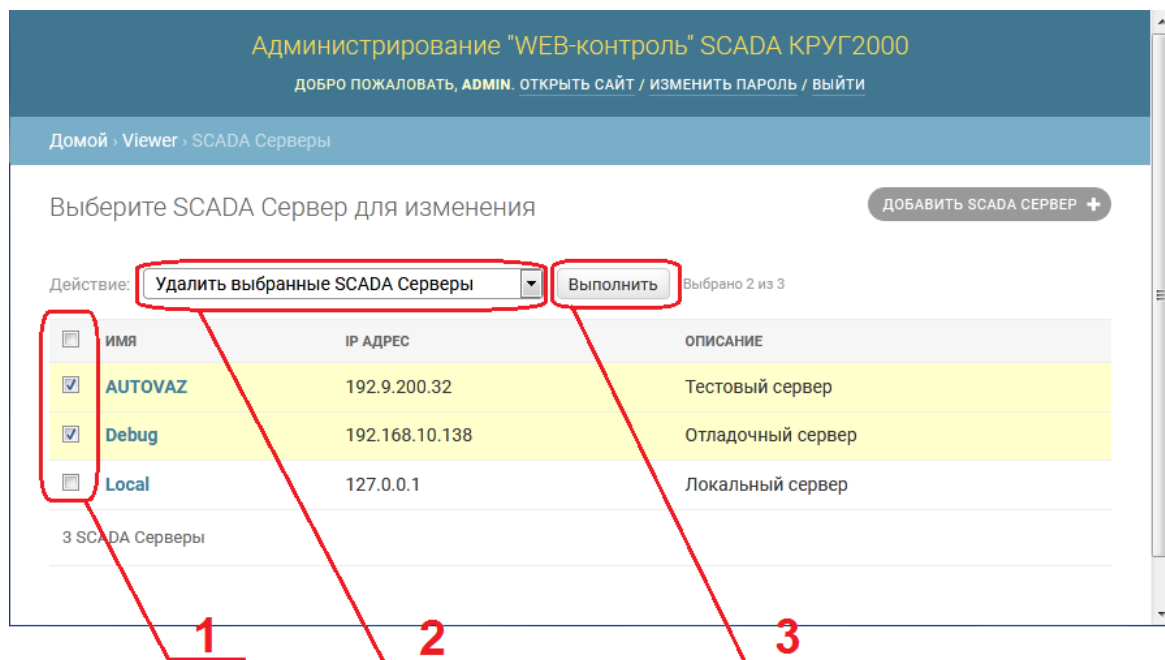 Администрирование "WEB-контроль" SCADA КРУГ2000
ДОБРО ПОЖАЛОВАТЬ, ADMIN. ОТКРЫТЬ САЙТ / ИЗМЕНИТЬ ПАРОЛЬ / ВЫЙТИ
Домой › Viewer › SCADA Серверы
Выберите SCADA Сервер для изменения ДОБАВИТЬ SCADA СЕРВЕР +
Действие: Удалить выбранные SCADA Серверы Выполнить Выбрано 2 из 3
ИМЯ IP АДРЕС ОПИСАНИЕ
AUTOVAZ 192.9.200.32 Тестовый сервер
Debug 192.168.10.138 Отладочный сервер
Local 127.0.0.1 Локальный сервер
3 SCADA Серверы
1 2 3